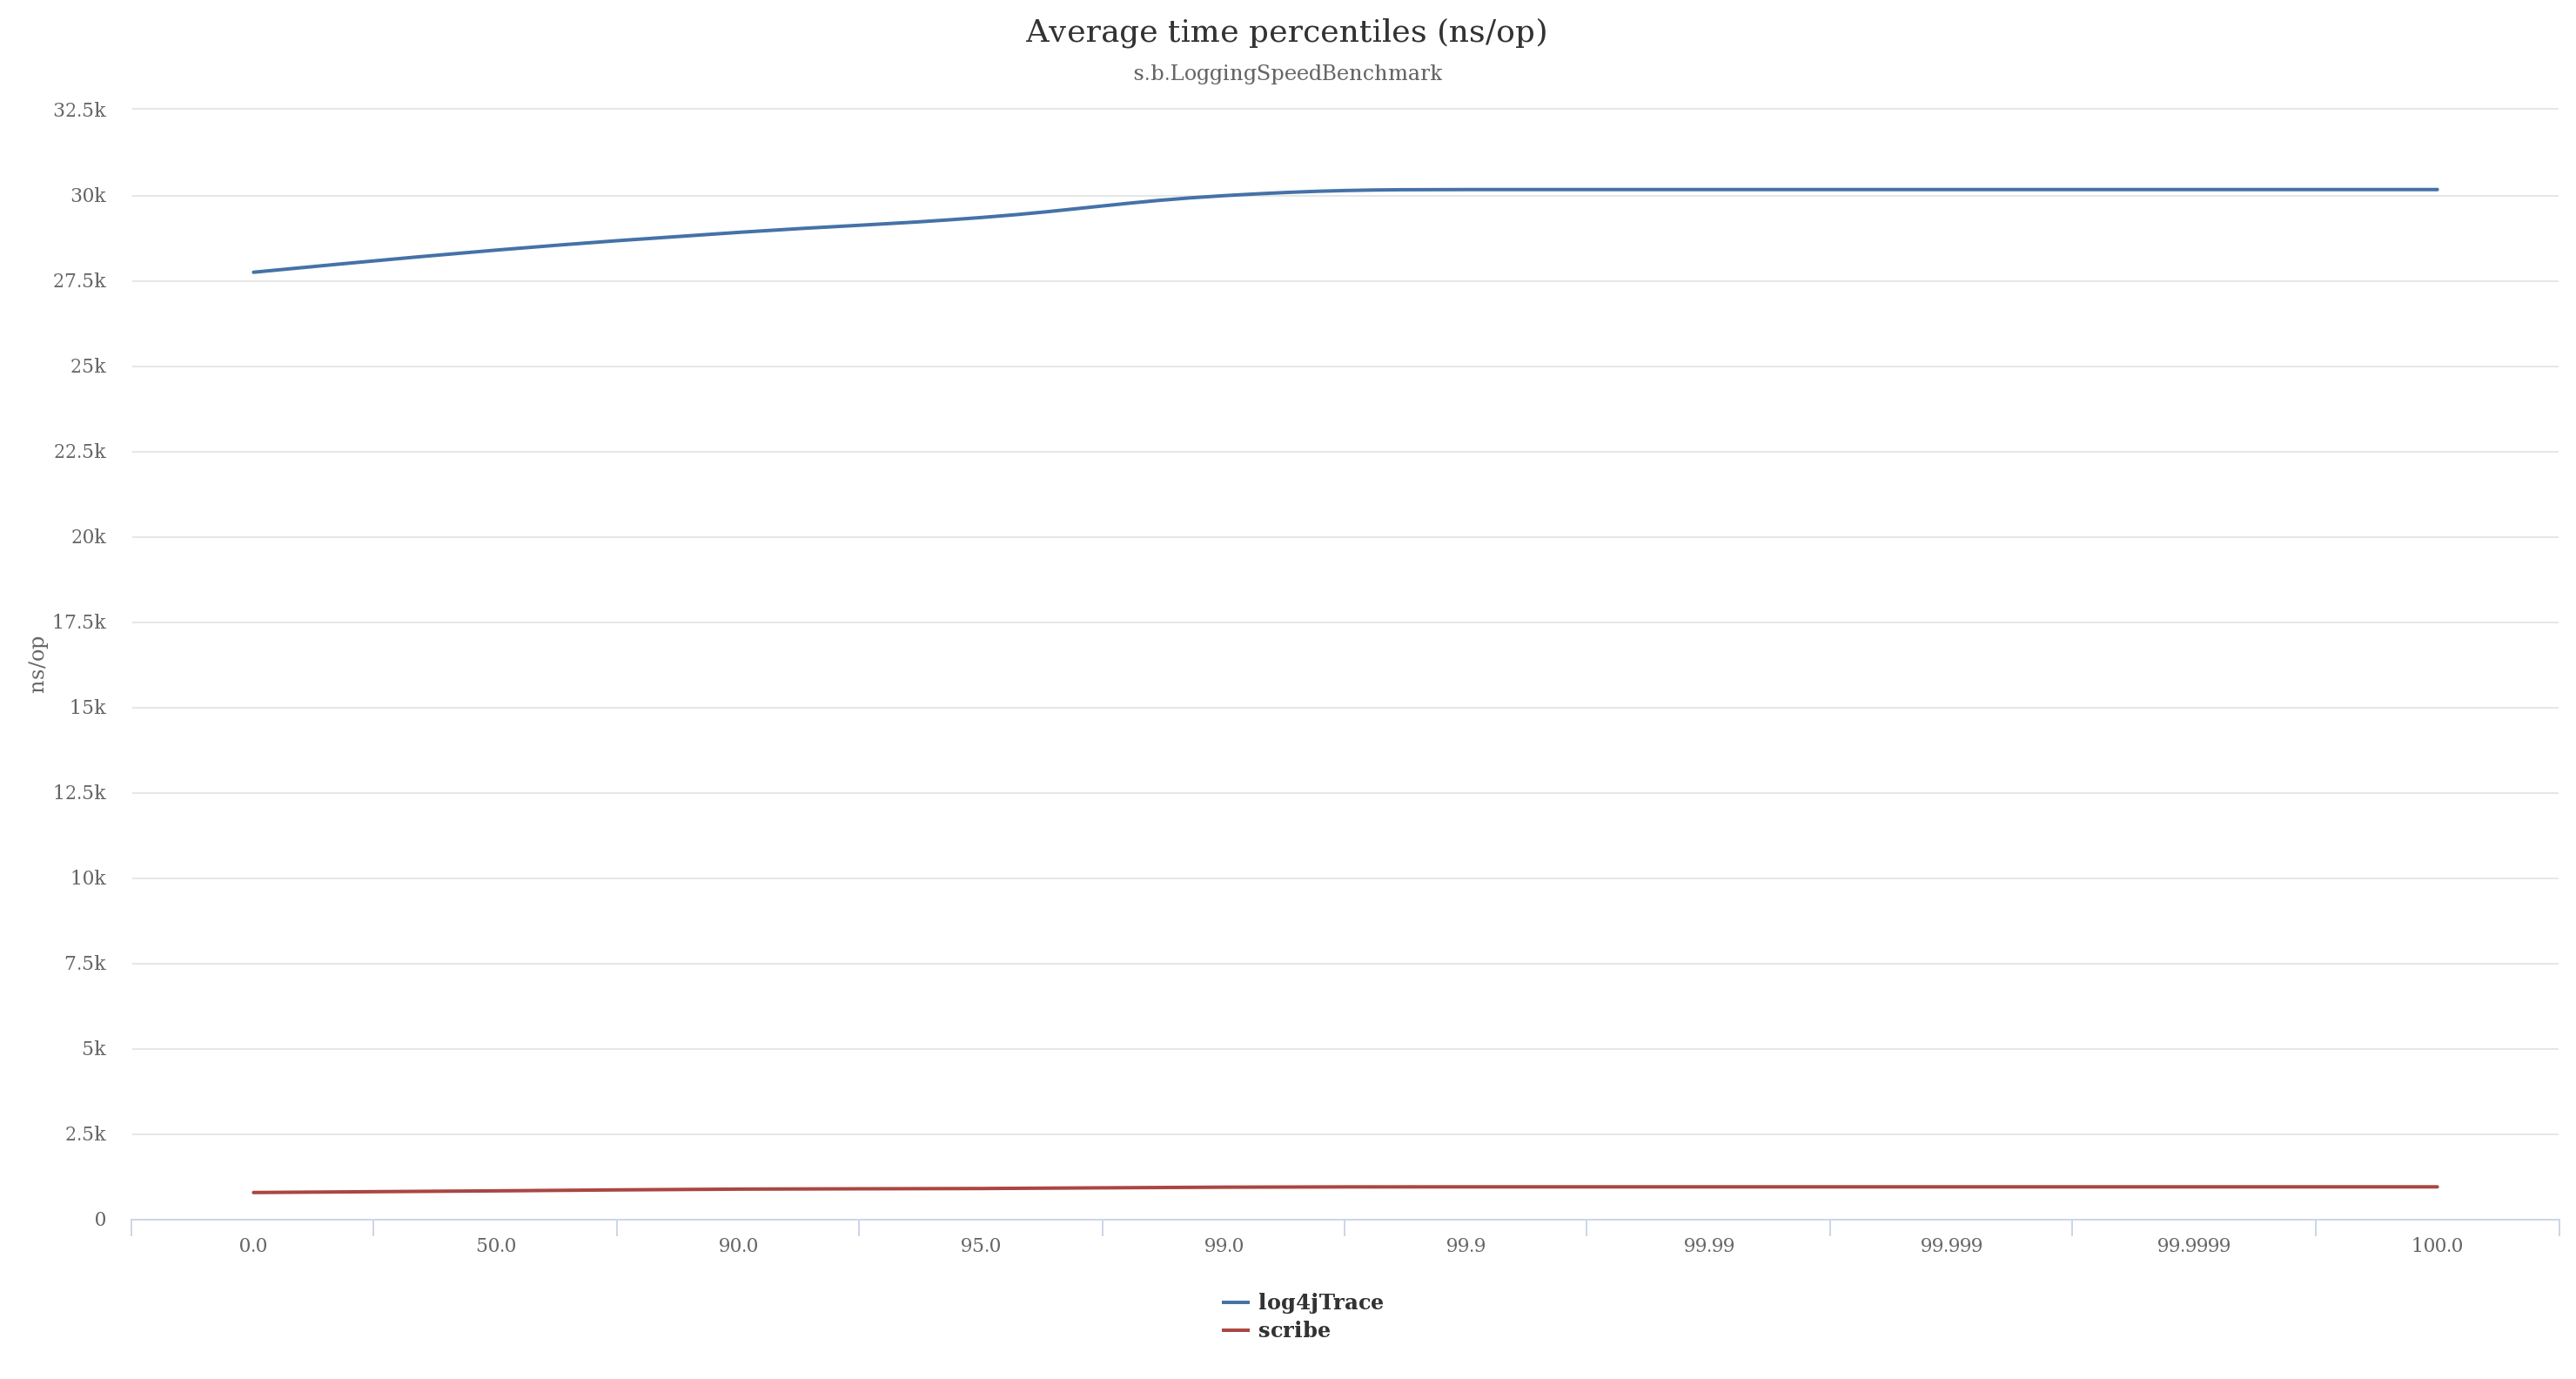 Average time percentiles (ns/op)
s.b.LoggingSpeedBenchmark
32.5k
30k
27.5k
25k
22.5k
20k
17.5k
15k
12.5k
10k
7.5k
5k
2.5k
0
ns/op
0.0 50.0 90.0 95.0 99.0 99.9 99.99 99.999 99.9999 100.0
log4jTrace
scribe